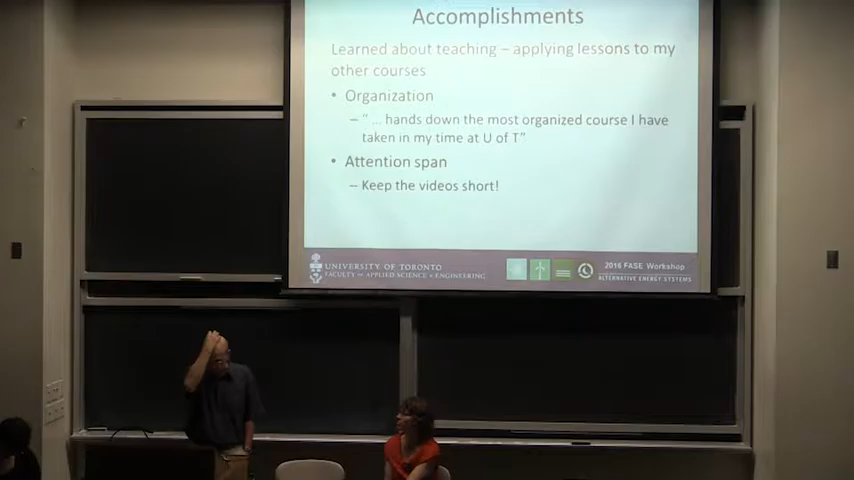 Accomplishments
Learned about teaching – applying lessons to my
other courses
• Organization
– " ... hands down the most organized course I have
taken in my time at U of T"
• Attention span
– Keep the videos short!
UNIVERSITY OF TORONTO
FACULTY OF APPLIED SCIENCE & ENGINEERING
2016 FASE Workshop
ALTERNATIVE ENERGY SYSTEMS